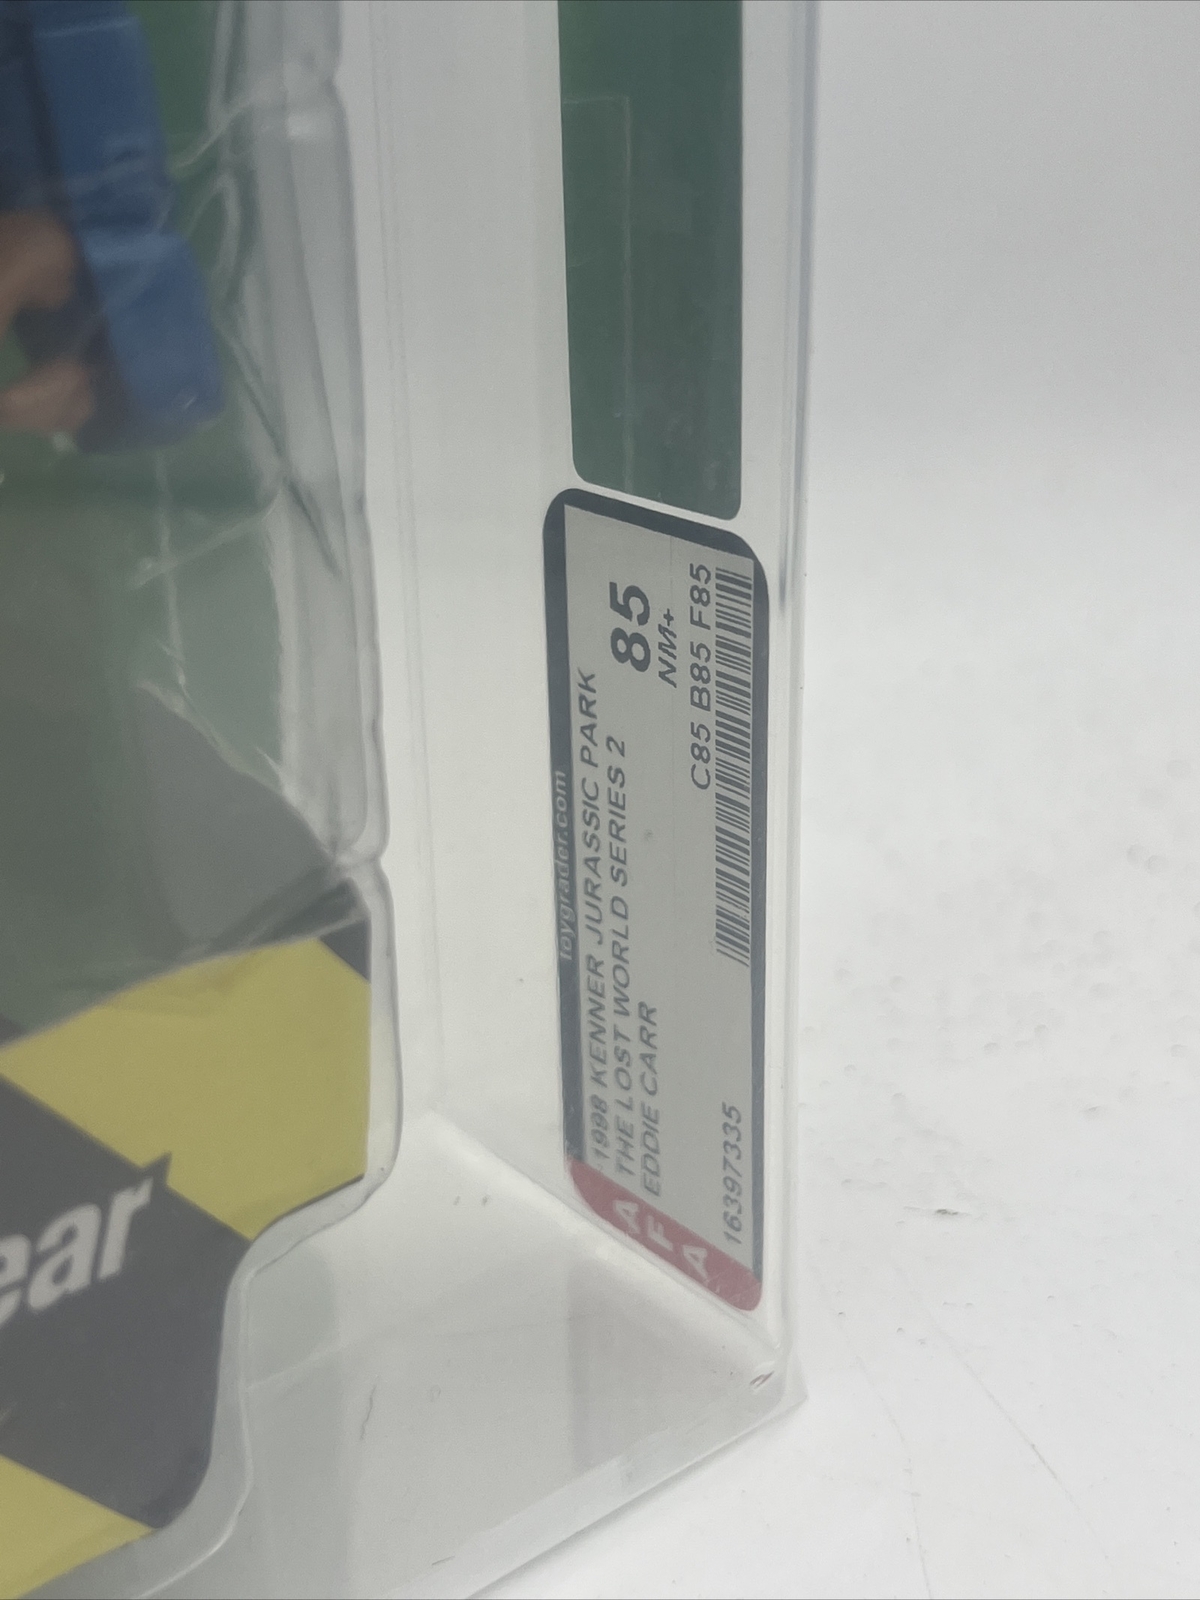 toygrader.com
1998 KENNER JURASSIC PARK
THE LOST WORLD SERIES 2
EDDIE CARR
85
NM+
C85 B85 F85
16397335
AFA
ear